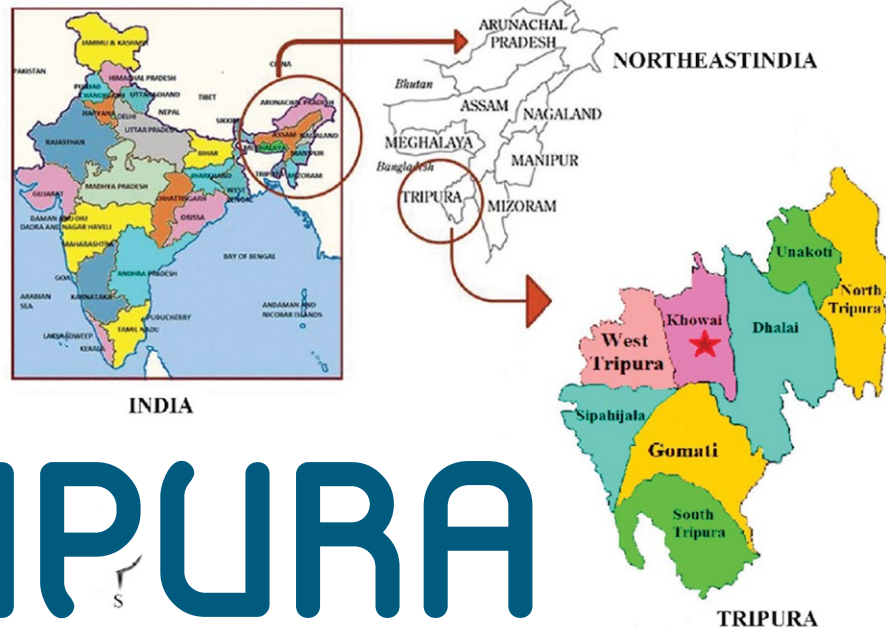 JAMMU & KASHMIR
PAKISTAN
HIMACHAL PRADESH
PUNJAB
UTTARAKHAND
CHINA
TIBET
NEPAL
DELHI
RAJASTHAN
UTTAR PRADESH
BIHAR
SIKKIM
ARUNACHAL PRADESH
ASSAM
NAGALAND
MEGHALAYA
MANIPUR
TRIPURA
MIZORAM
GUJARAT
MADHYA PRADESH
JHARKHAND
WEST
BENGAL
CHHATTISGARH
ORISSA
DAMAN AND DIU
DADRA AND NAGAR HAVELI
MAHARASHTRA
BAY OF BENGAL
GOA
ANDHRA PRADESH
ARABIAN
SEA
KARNATAKA
ANDAMAN AND
NICOBAR ISLANDS
PUDUCHERRY
TAMIL NADU
LAKSHADWEEP
KERALA
INDIA
ARUNACHAL
PRADESH
NORTHEASTINDIA
Bhutan
ASSAM
NAGALAND
MEGHALAYA
Bangladesh
MANIPUR
TRIPURA
MIZORAM
Unakoti
North
Tripura
Khowai
Dhalai
West
Tripura
Sipahijala
Gomati
South
Tripura
TRIPURA
IPURA
S